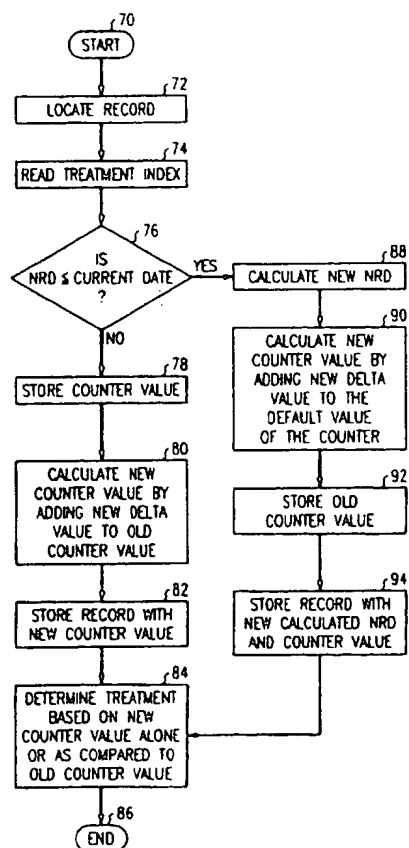 70
START
72
LOCATE RECORD
74
READ TREATMENT INDEX
76
IS
NRD ≤ CURRENT DATE
?
YES
NO
78
STORE COUNTER VALUE
80
CALCULATE NEW
COUNTER VALUE BY
ADDING NEW DELTA
VALUE TO OLD
COUNTER VALUE
82
STORE RECORD WITH
NEW COUNTER VALUE
84
DETERMINE TREATMENT
BASED ON NEW
COUNTER VALUE ALONE
OR AS COMPARED TO
OLD COUNTER VALUE
86
END
88
CALCULATE NEW NRD
90
CALCULATE NEW
COUNTER VALUE BY
ADDING NEW DELTA
VALUE TO THE
DEFAULT VALUE
OF THE COUNTER
92
STORE OLD
COUNTER VALUE
94
STORE RECORD WITH
NEW CALCULATED NRD
AND COUNTER VALUE